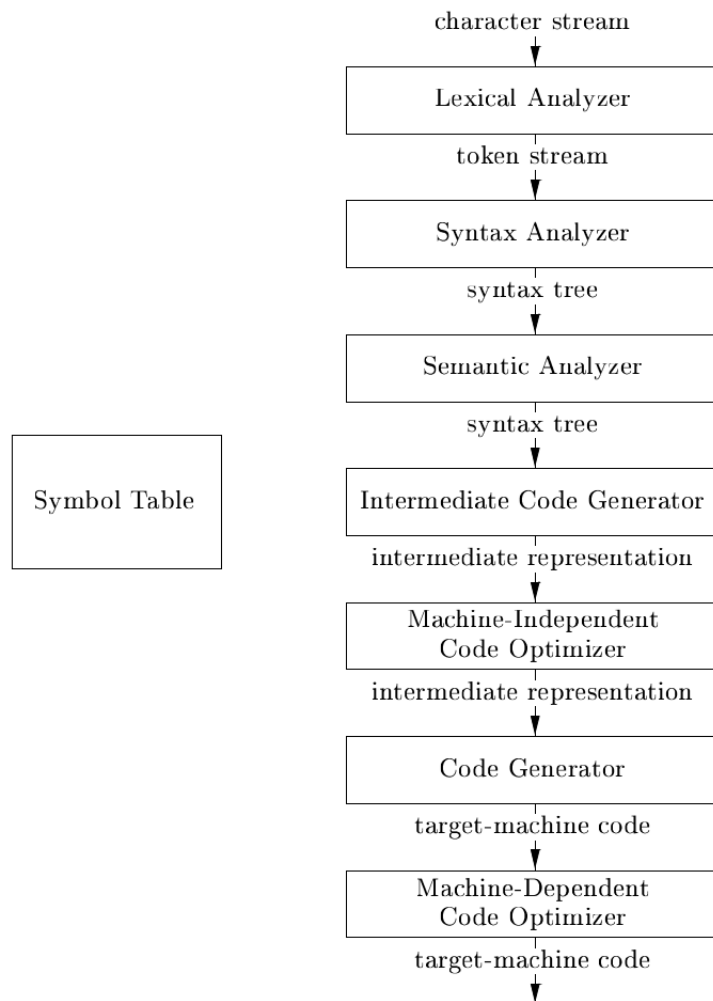 character stream
Lexical Analyzer
token stream
Syntax Analyzer
syntax tree
Semantic Analyzer
syntax tree
Symbol Table
Intermediate Code Generator
intermediate representation
Machine-Independent
Code Optimizer
intermediate representation
Code Generator
target-machine code
Machine-Dependent
Code Optimizer
target-machine code